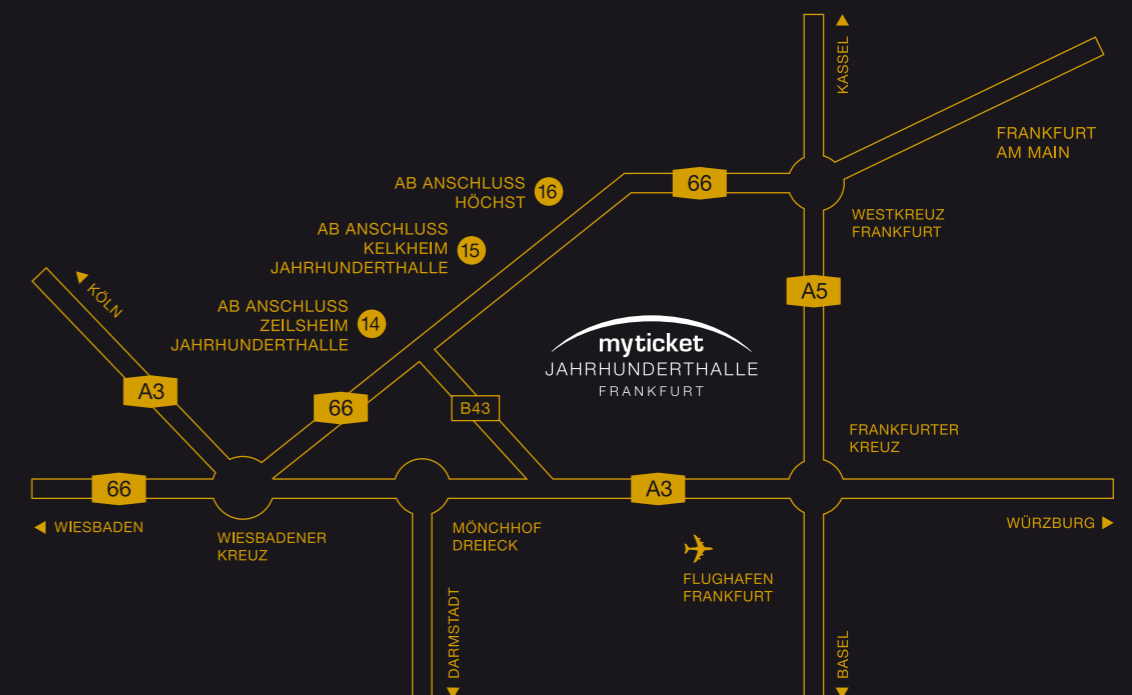 KASSEL
FRANKFURT
AM MAIN
66
AB ANSCHLUSS
HÖCHST
16
WESTKREUZ
FRANKFURT
AB ANSCHLUSS
KELKHEIM
JAHRHUNDERTHALLE
15
KÖLN
A5
AB ANSCHLUSS
ZEILSHEIM
JAHRHUNDERTHALLE
14
myticket
JAHRHUNDERTHALLE
FRANKFURT
A3
66
B43
FRANKFURTER
KREUZ
66
A3
WIESBADEN
WIESBADENER
KREUZ
MÖNCHHOF
DREIECK
WÜRZBURG
FLUGHAFEN
FRANKFURT
DARMSTADT
BASEL